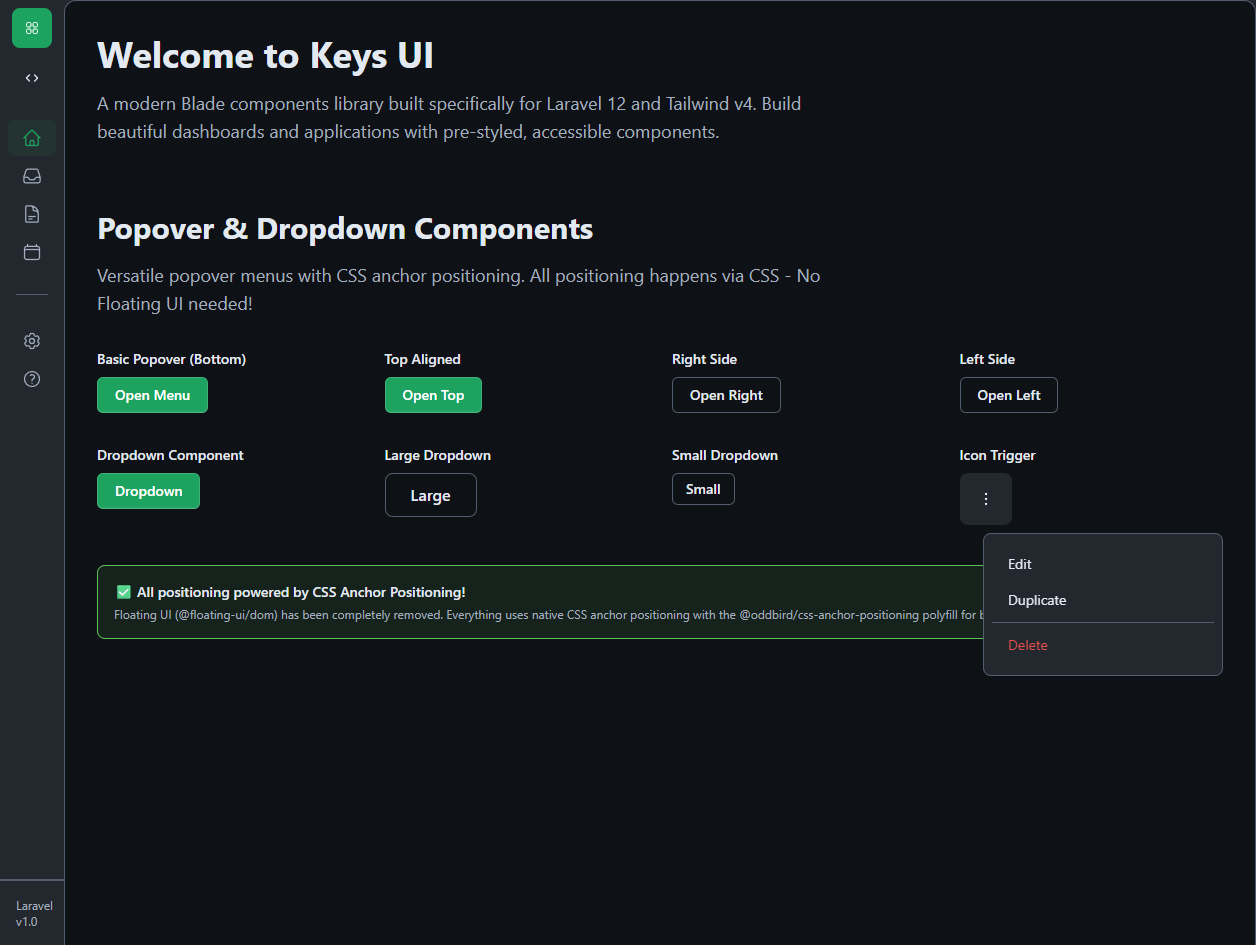 Welcome to Keys UI
A modern Blade components library built specifically for Laravel 12 and Tailwind v4. Build
beautiful dashboards and applications with pre-styled, accessible components.
Popover & Dropdown Components
Versatile popover menus with CSS anchor positioning. All positioning happens via CSS - No
Floating UI needed!
Basic Popover (Bottom)
Open Menu
Top Aligned
Open Top
Right Side
Open Right
Left Side
Open Left
Dropdown Component
Dropdown
Large Dropdown
Large
Small Dropdown
Small
Icon Trigger
Edit
Duplicate
Delete
✅ All positioning powered by CSS Anchor Positioning!
Floating UI (@floating-ui/dom) has been completely removed. Everything uses native CSS anchor positioning with the @oddbird/css-anchor-positioning polyfill for
Laravel
v1.0